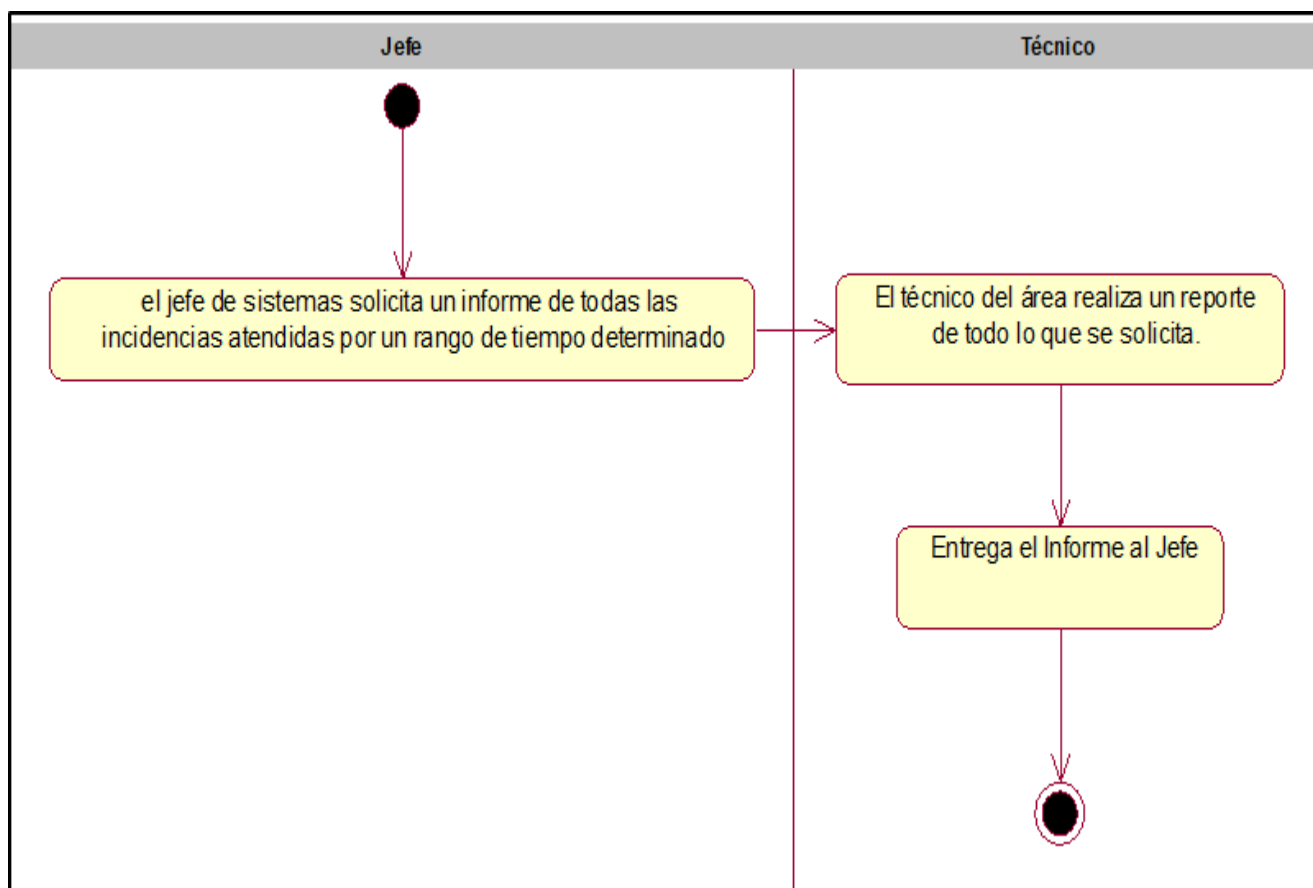 Jefe
Técnico
el jefe de sistemas solicita un informe de todas las
incidencias atendidas por un rango de tiempo determinado
El técnico del área realiza un reporte
de todo lo que se solicita.
Entrega el Informe al Jefe